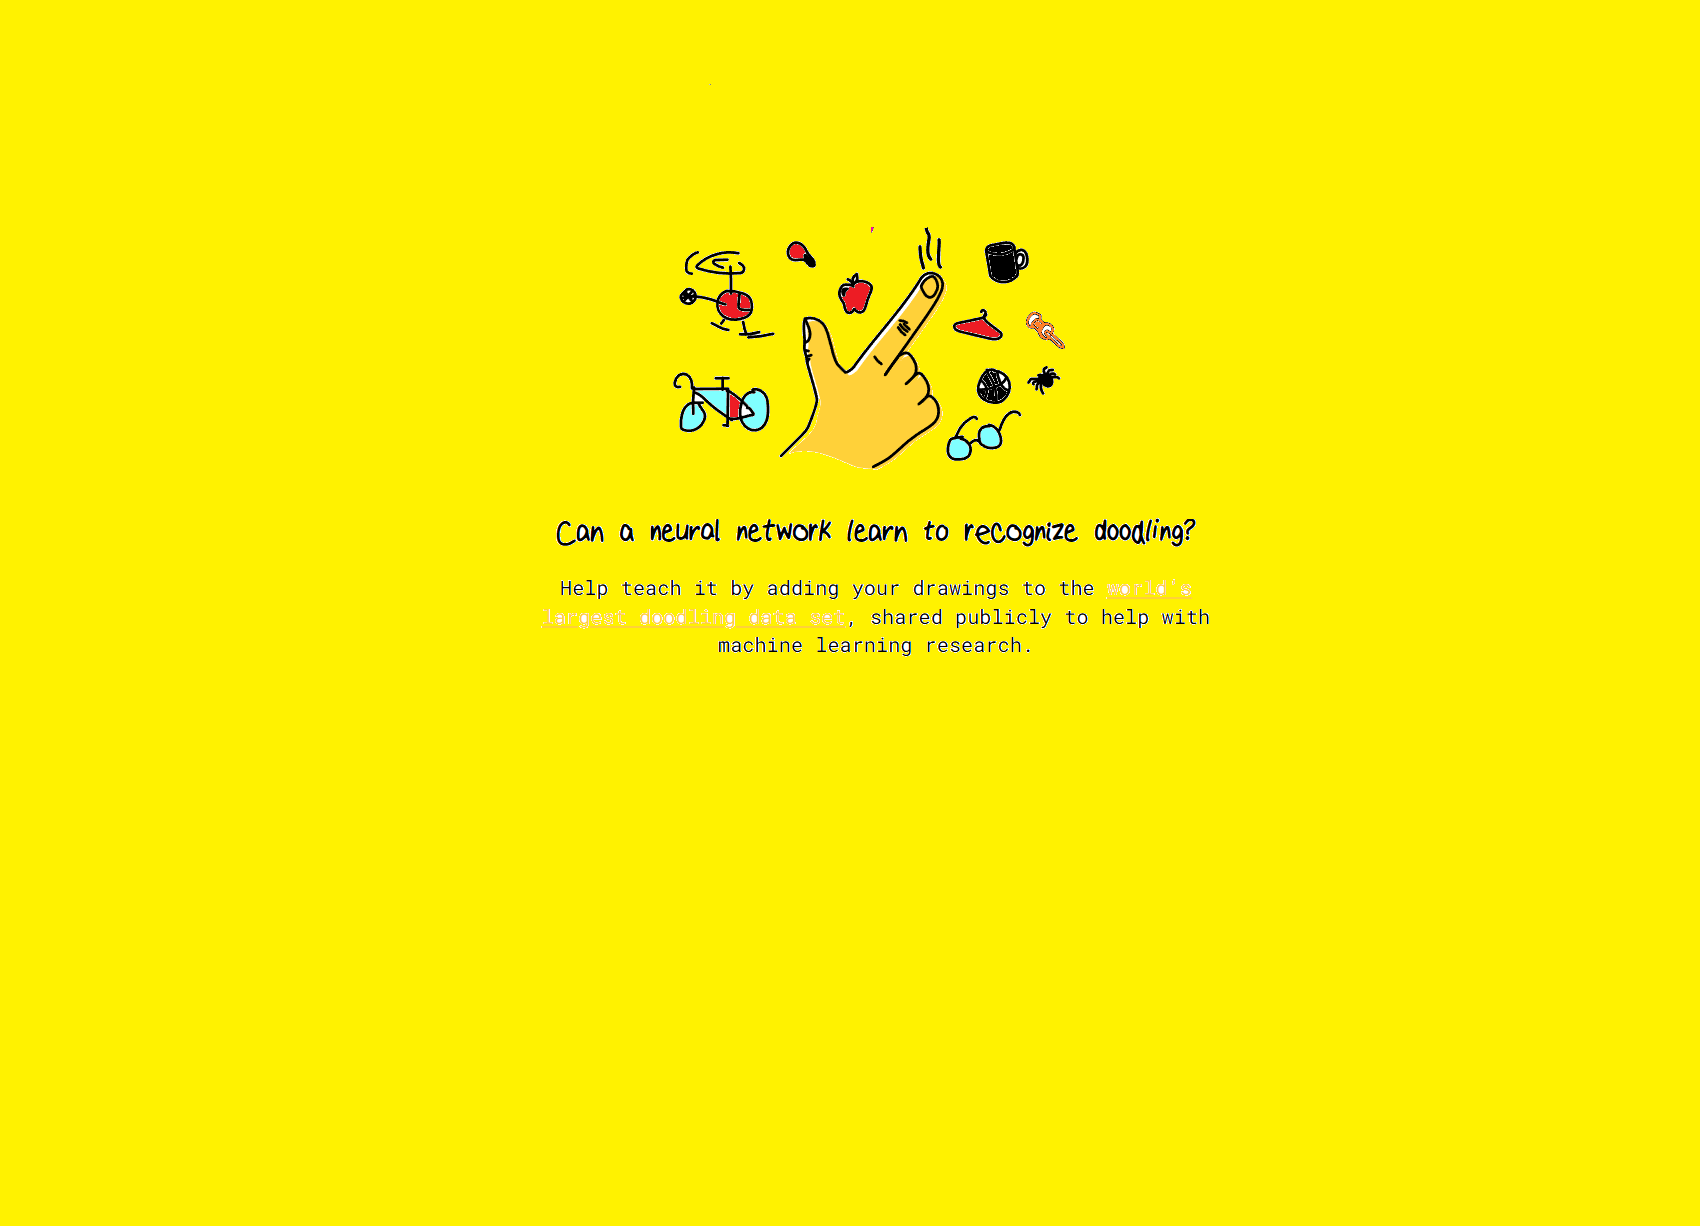 Can a neural network learn to recognize doodling?
Help teach it by adding your drawings to the world's
largest doodling data set, shared publicly to help with
machine learning research.